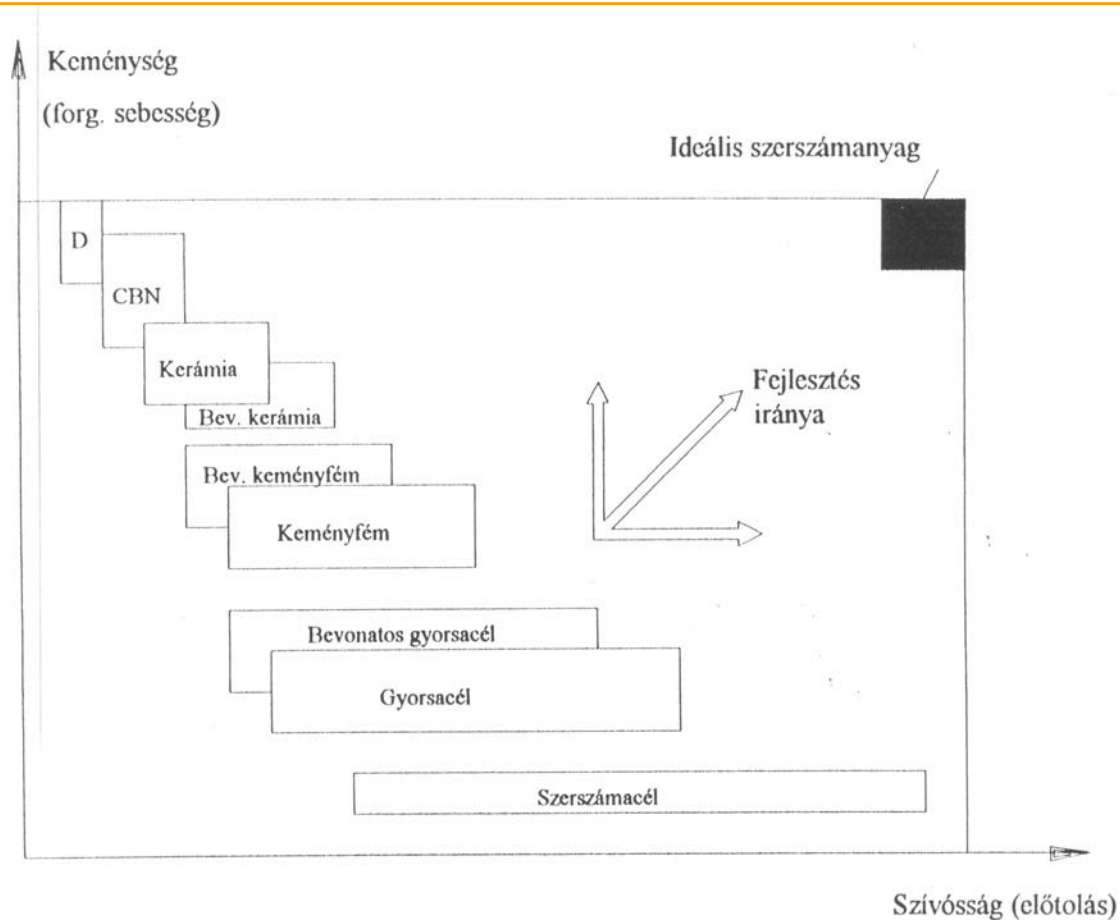 Keménység
(forg. sebesség)
Ideális szerszámanyag
D
CBN
Kerámia
Bev. kerámia
Fejlesztés
iránya
Bev. keményfém
Keményfém
Bevonatos gyorsacél
Gyorsacél
Szerszámacél
Szívósság (előtolás)